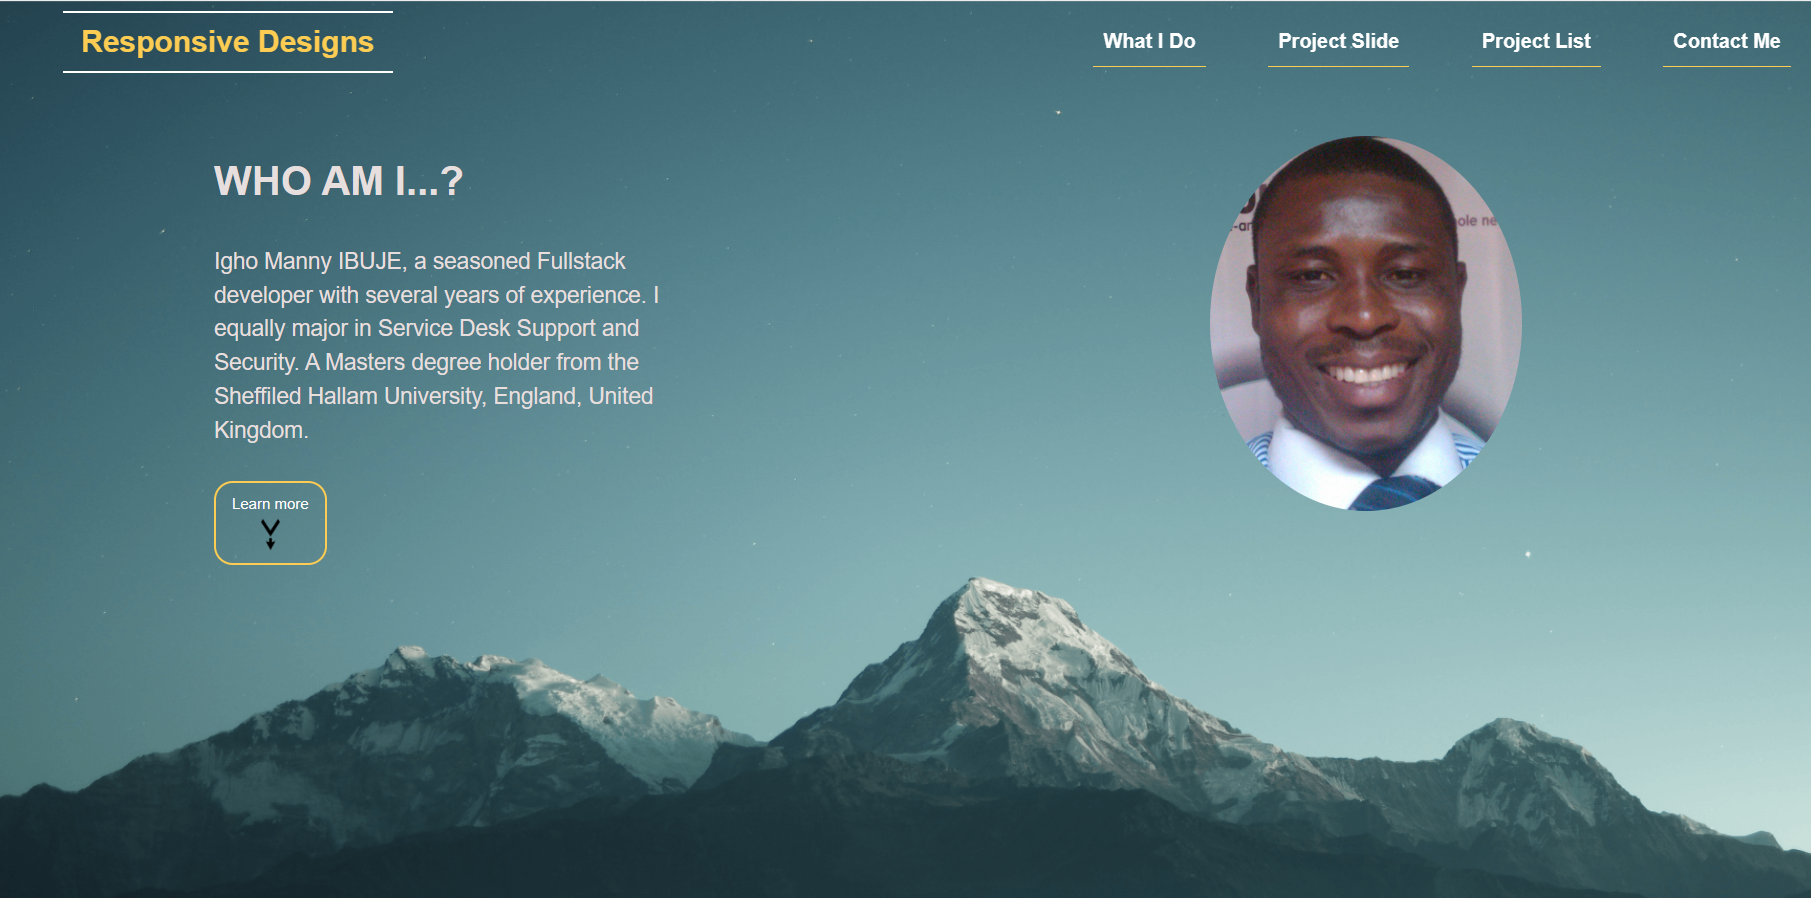 Responsive Designs
What I Do
Project Slide
Project List
Contact Me
WHO AM I...?
Igho Manny IBUJE, a seasoned Fullstack
developer with several years of experience. I
equally major in Service Desk Support and
Security. A Masters degree holder from the
Sheffiled Hallam University, England, United
Kingdom.
Learn more
ole ne